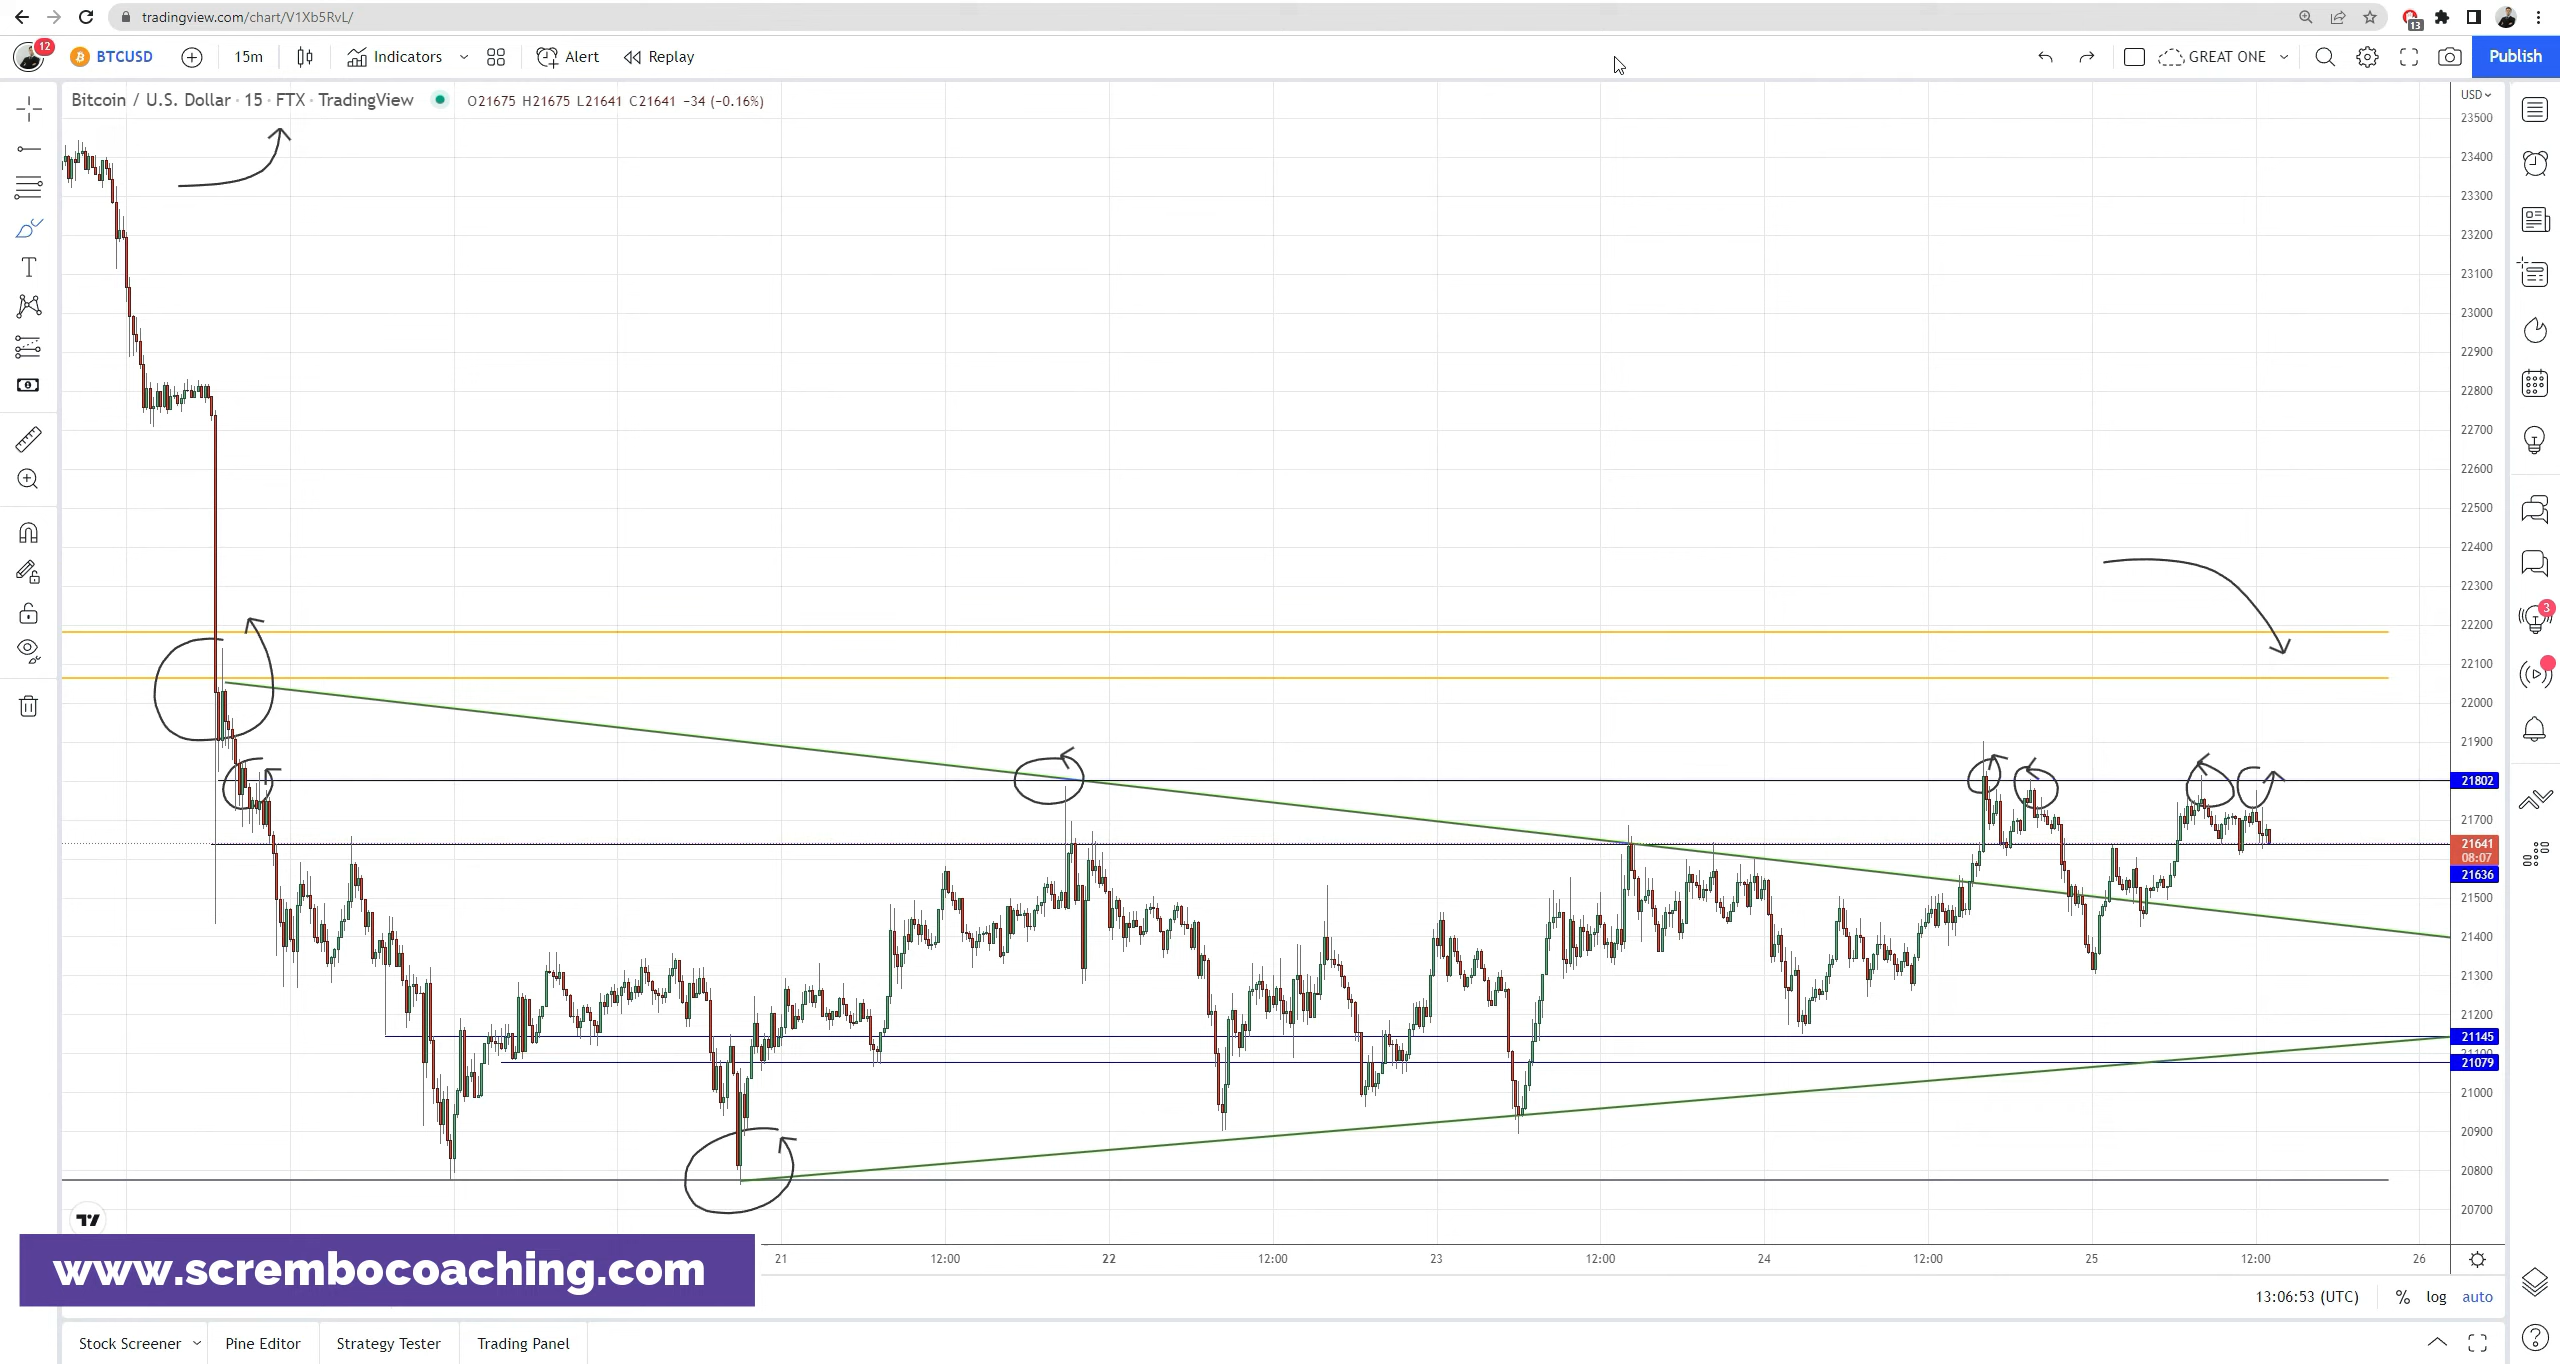 tradingview.com/chart/V1Xb5RvL/
13
12
BTCUSD
15m
Indicators
Alert
Replay
GREAT ONE
Publish
Bitcoin / U.S. Dollar · 15 · FTX · TradingView
O21675 H21675 L21641 C21641 −34 (−0.16%)
USD
23500
23400
23300
23200
23100
23000
22900
22800
22700
22600
22500
22400
22300
22200
22100
22000
21900
21802
21700
21641
08:07
21636
21500
21400
21300
21200
21145
21100
21079
21000
20900
20800
20700
3
21
12:00
22
12:00
23
12:00
24
12:00
25
12:00
26
www.scrembocoaching.com
13:06:53 (UTC)
%
log
auto
Stock Screener
Pine Editor
Strategy Tester
Trading Panel